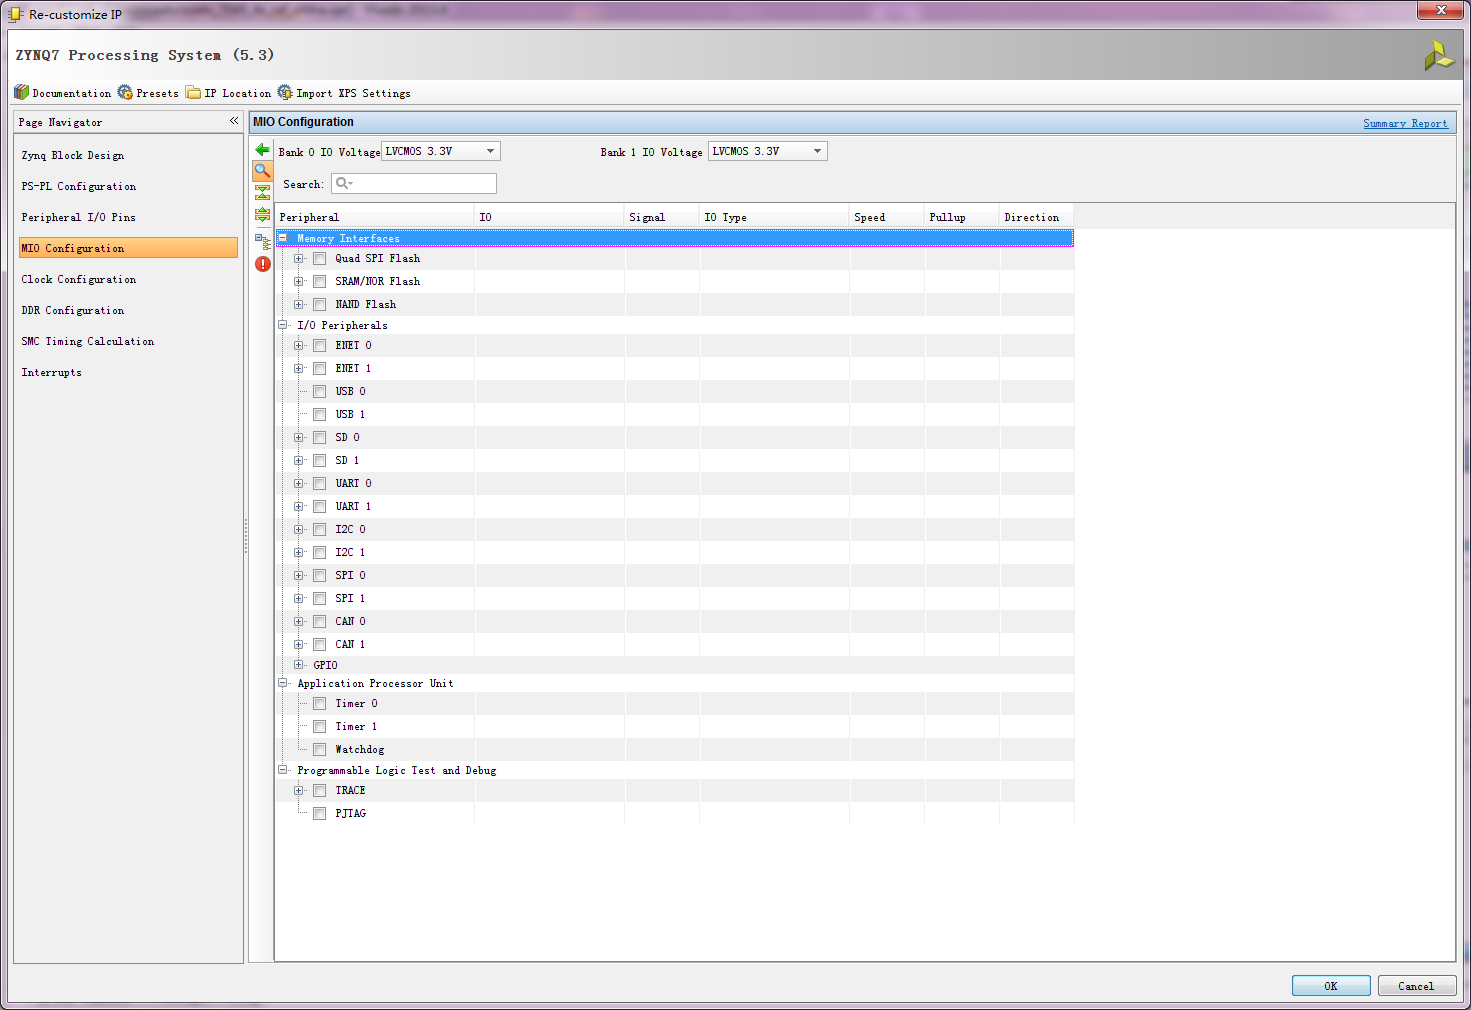 Re-customize IP
ZYNQ7 Processing System (5.3)
Documentation Presets IP Location Import XPS Settings
Page Navigator «
Zynq Block Design
PS-PL Configuration
Peripheral I/O Pins
MIO Configuration
Clock Configuration
DDR Configuration
SMC Timing Calculation
Interrupts
MIO Configuration Summary Report
Bank 0 IO Voltage LVCMOS 3.3V Bank 1 IO Voltage LVCMOS 3.3V
Search:
Peripheral IO Signal IO Type Speed Pullup Direction
Memory Interfaces
Quad SPI Flash
SRAM/NOR Flash
NAND Flash
I/O Peripherals
ENET 0
ENET 1
USB 0
USB 1
SD 0
SD 1
UART 0
UART 1
I2C 0
I2C 1
SPI 0
SPI 1
CAN 0
CAN 1
GPIO
Application Processor Unit
Timer 0
Timer 1
Watchdog
Programmable Logic Test and Debug
TRACE
PJTAG
OK Cancel